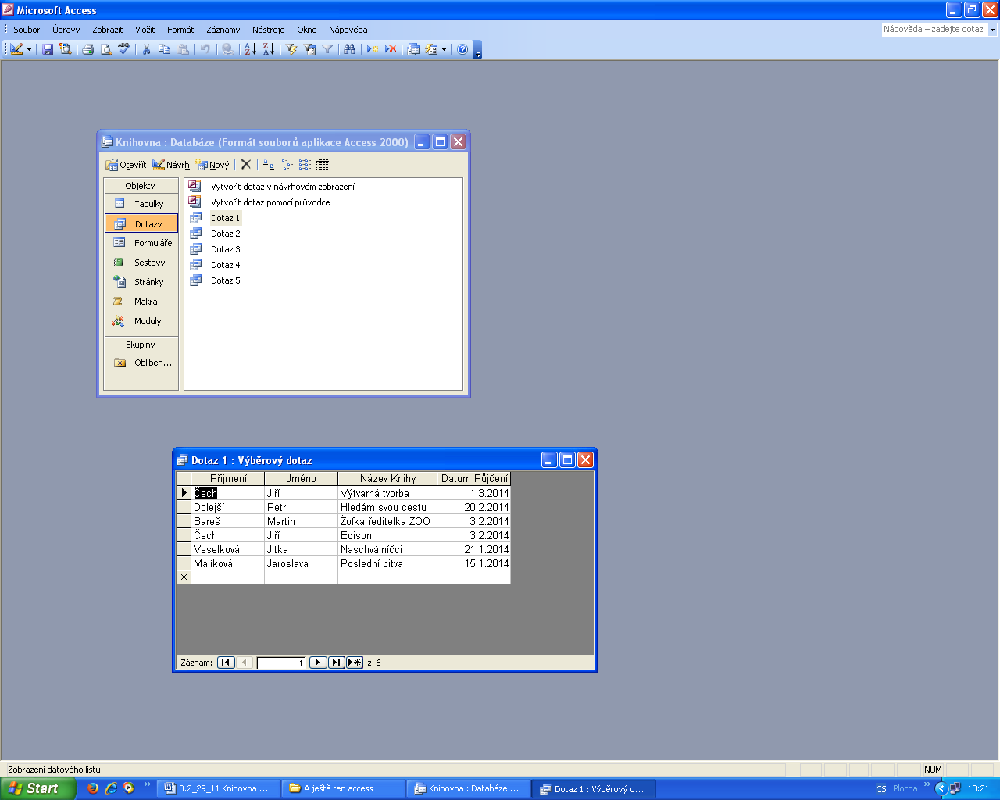 Microsoft Access
Soubor Úpravy Zobrazit Vložit Formát Záznamy Nástroje Okno Nápověda Nápověda – zadejte dotaz
Knihovna : Databáze (Formát souborů aplikace Access 2000)
Otevřít Návrh Nový
Objekty
Tabulky
Dotazy
Formuláře
Sestavy
Stránky
Makra
Moduly
Skupiny
Oblíben...
Vytvořit dotaz v návrhovém zobrazení
Vytvořit dotaz pomocí průvodce
Dotaz 1
Dotaz 2
Dotaz 3
Dotaz 4
Dotaz 5
Dotaz 1 : Výběrový dotaz
Přijmení Jméno Název Knihy Datum Půjčení
Čech Jiří Výtvarná tvorba 1.3.2014
Dolejší Petr Hledám svou cestu 20.2.2014
Bareš Martin Žofka ředitelka ZOO 3.2.2014
Čech Jiří Edison 3.2.2014
Veselková Jitka Naschválníčci 21.1.2014
Malíková Jaroslava Poslední bitva 15.1.2014
Záznam: 1 z 6
Zobrazení datového listu NUM
Start 3.2_29_11 Knihovna ... A ještě ten access Knihovna : Databáze ... Dotaz 1 : Výběrový d... CS Plocha 10:21